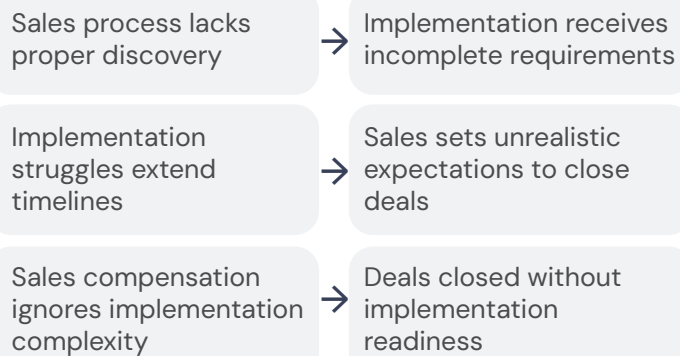 Sales process lacks
proper discovery
→
Implementation receives
incomplete requirements
Implementation
struggles extend
timelines
→
Sales sets unrealistic
expectations to close
deals
Sales compensation
ignores implementation
complexity
→
Deals closed without
implementation
readiness